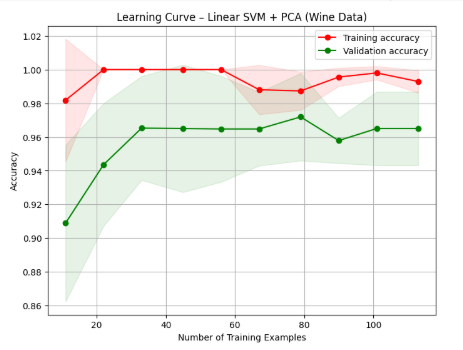 Learning Curve – Linear SVM + PCA (Wine Data)
Training accuracy
Validation accuracy
1.02
1.00
0.98
0.96
0.94
0.92
0.90
0.88
0.86
Accuracy
20
40
60
80
100
Number of Training Examples